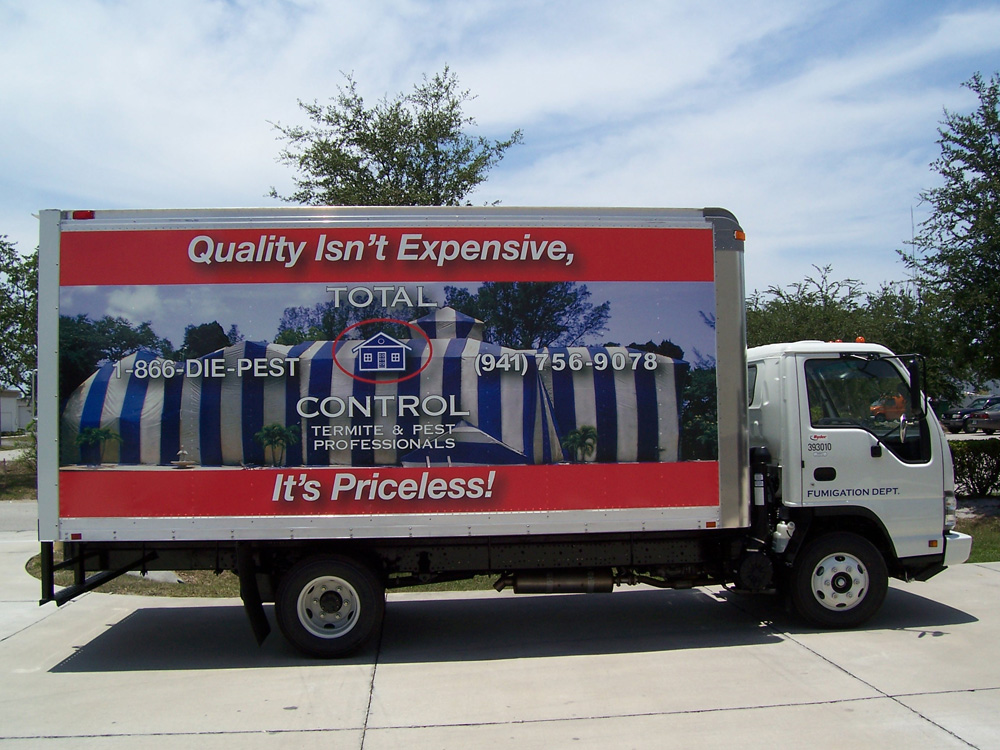 Quality Isn't Expensive,
TOTAL
1-866-DIE-PEST (941) 756-9078
CONTROL
TERMITE & PEST
PROFESSIONALS
It's Priceless!
Ryder
393010
FUMIGATION DEPT.